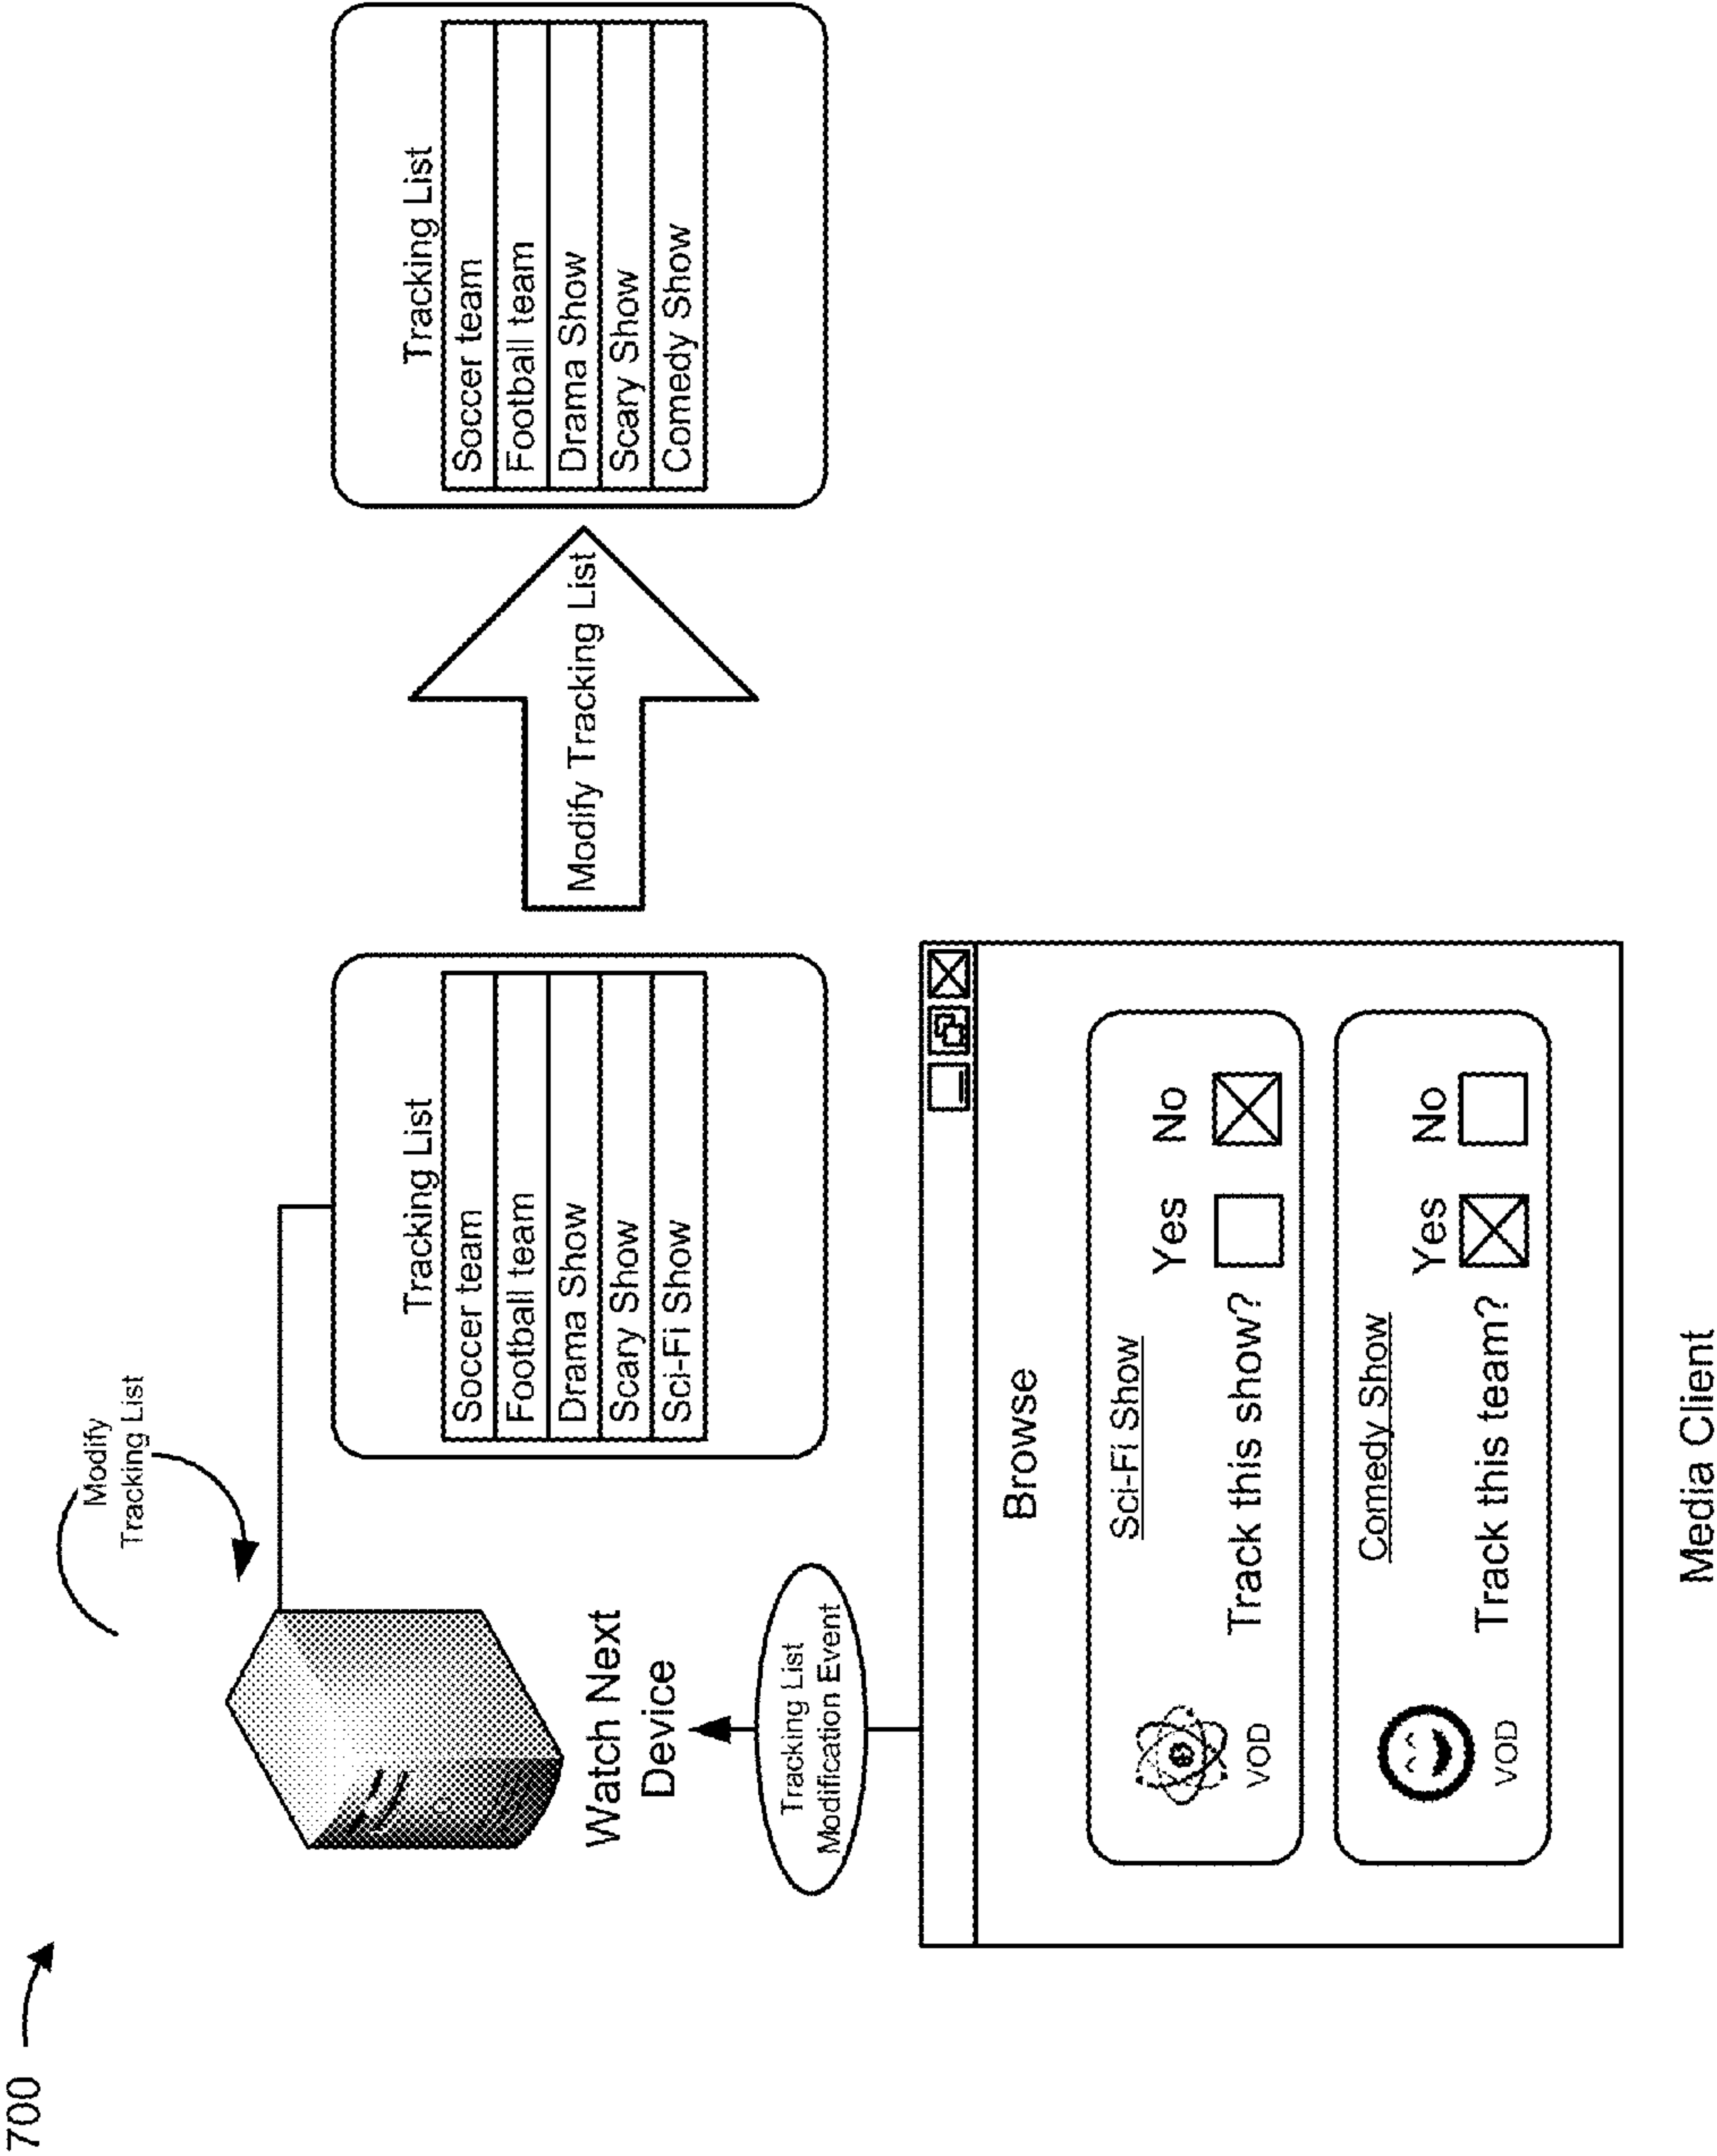 700
Modify
Tracking List
Watch Next
Device
Tracking List
Soccer team
Football team
Drama Show
Scary Show
Sci-Fi Show
Modify Tracking List
Tracking List
Soccer team
Football team
Drama Show
Scary Show
Comedy Show
Tracking List
Modification Event
Browse
Sci-Fi Show
Yes No
Track this show?
VOD
Comedy Show
Yes No
Track this team?
VOD
Media Client